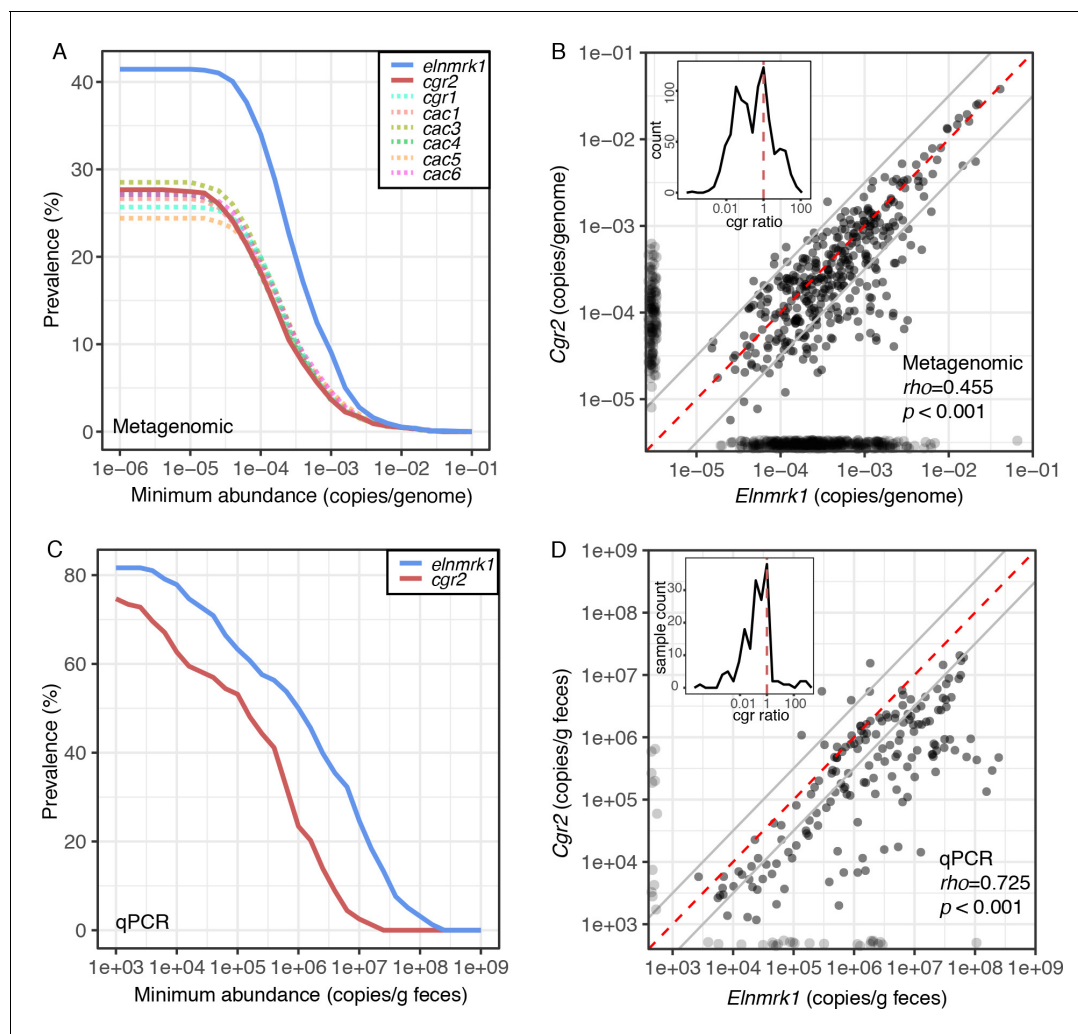 A
40
30
20
10
0
Prevalence (%)
elnmrk1
cgr2
cgr1
cac1
cac3
cac4
cac5
cac6
Metagenomic
1e-06 1e-05 1e-04 1e-03 1e-02 1e-01
Minimum abundance (copies/genome)
B
1e-01
1e-02
1e-03
1e-04
1e-05
Cgr2 (copies/genome)
100
50
0
count
0.01 1 100
cgr ratio
Metagenomic
rho=0.455
p < 0.001
1e-05 1e-04 1e-03 1e-02 1e-01
Elnmrk1 (copies/genome)
C
80
60
40
20
0
Prevalence (%)
elnmrk1
cgr2
qPCR
1e+03 1e+04 1e+05 1e+06 1e+07 1e+08 1e+09
Minimum abundance (copies/g feces)
D
1e+09
1e+08
1e+07
1e+06
1e+05
1e+04
1e+03
Cgr2 (copies/g feces)
30
20
10
0
sample count
0.01 1 100
cgr ratio
qPCR
rho=0.725
p < 0.001
1e+03 1e+04 1e+05 1e+06 1e+07 1e+08 1e+09
Elnmrk1 (copies/g feces)